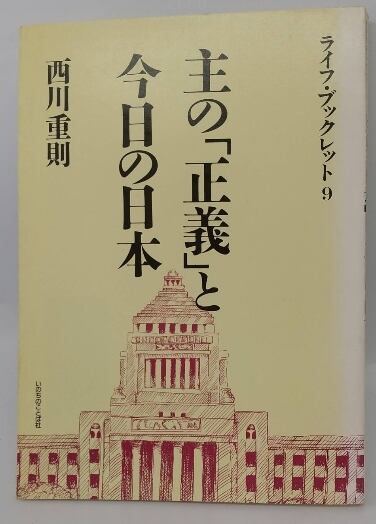 ライフ・ブックレット9
主の「正義」と
今日の日本
西川重則
いのちのことば社